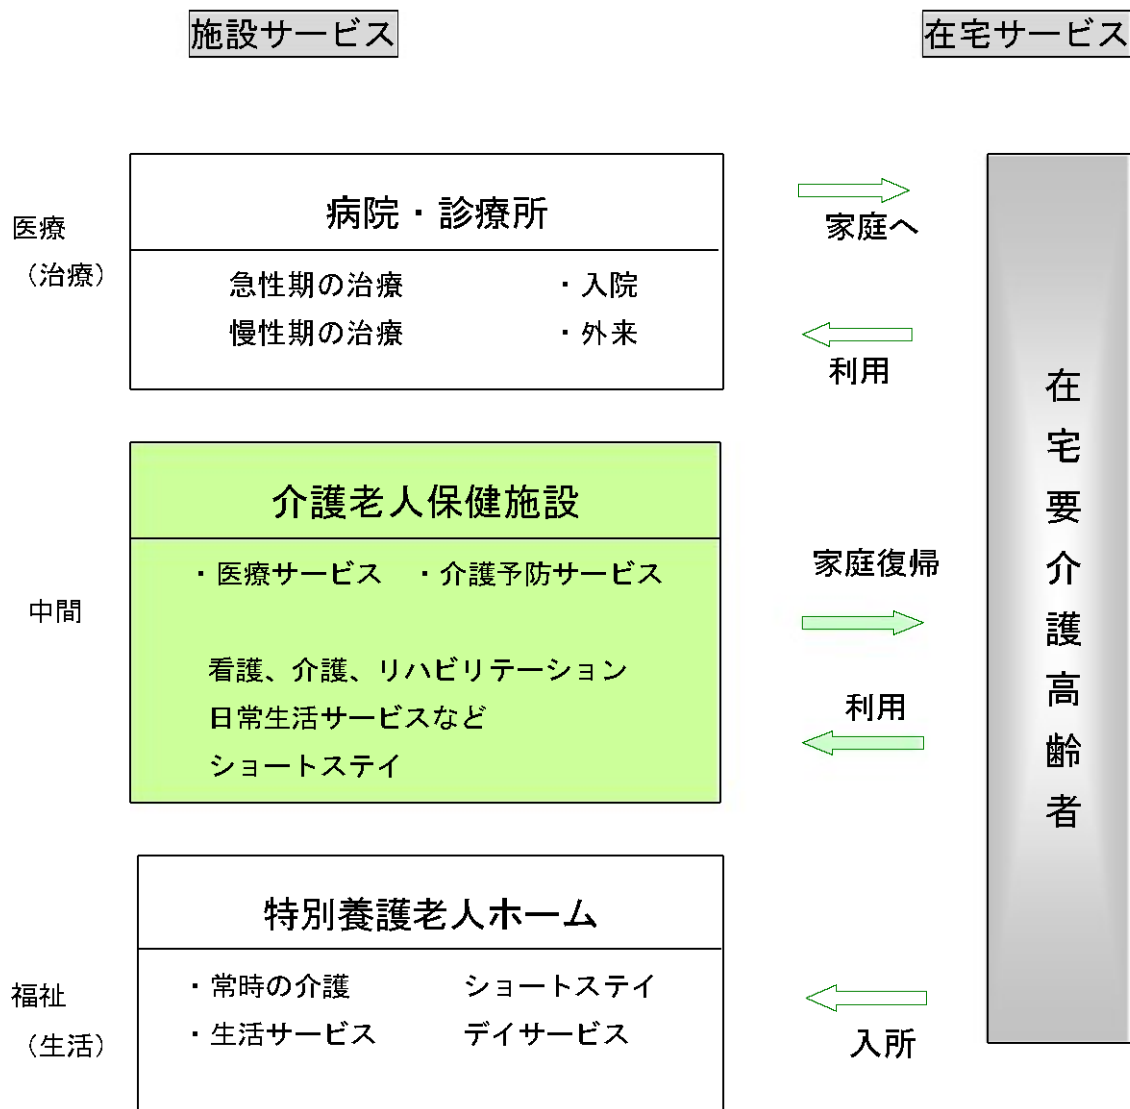 施設サービス
在宅サービス
医療
（治療）
病院・診療所
急性期の治療 ・入院
慢性期の治療 ・外来
家庭へ
利用
中間
介護老人保健施設
・医療サービス ・介護予防サービス
看護、介護、リハビリテーション
日常生活サービスなど
ショートステイ
家庭復帰
利用
福祉
（生活）
特別養護老人ホーム
・常時の介護 ショートステイ
・生活サービス デイサービス
入所
在宅要介護高齢者